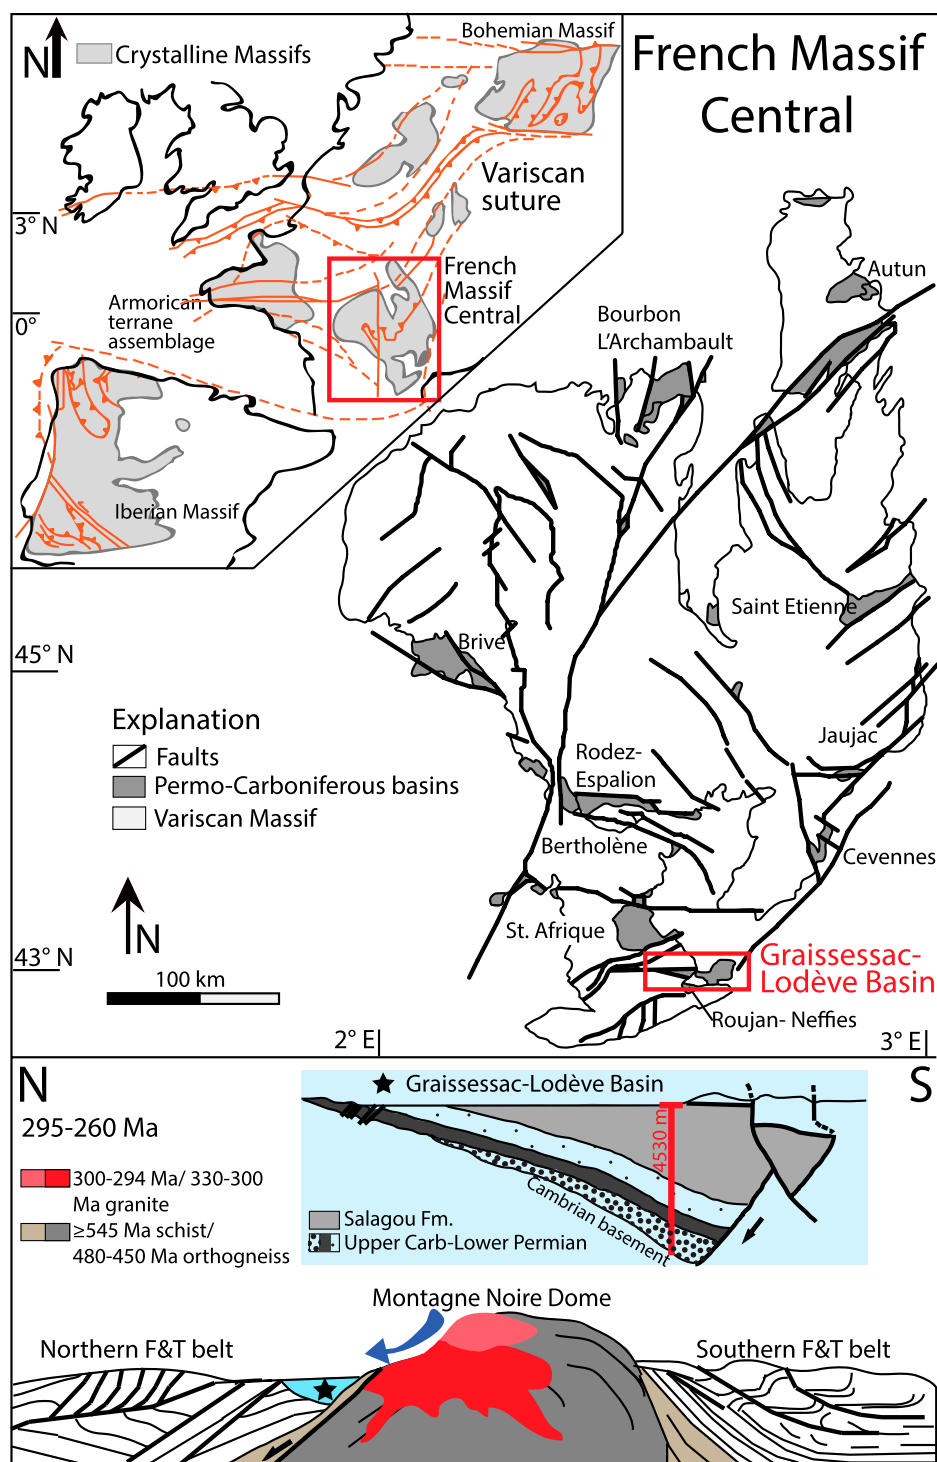 French Massif
Central
N
Crystalline Massifs
Bohemian Massif
Variscan
suture
3° N
French
Massif
Central
0°
Armorican
terrane
assemblage
Iberian Massif
Autun
Bourbon
L’Archambault
Saint Etienne
Brive
45° N
Explanation
Faults
Permo-Carboniferous basins
Variscan Massif
Jaujac
Rodez-
Espalion
Bertholène
Cevennes
N
St. Afrique
43° N
100 km
Graissessac-
Lodève Basin
Roujan- Neffies
2° E
3° E
N
S
Graissessac-Lodève Basin
295-260 Ma
4530 m
300-294 Ma/ 330-300
Ma granite
≥545 Ma schist/
480-450 Ma orthogneiss
Cambrian basement
Salagou Fm.
Upper Carb-Lower Permian
Montagne Noire Dome
Northern F&T belt
Southern F&T belt